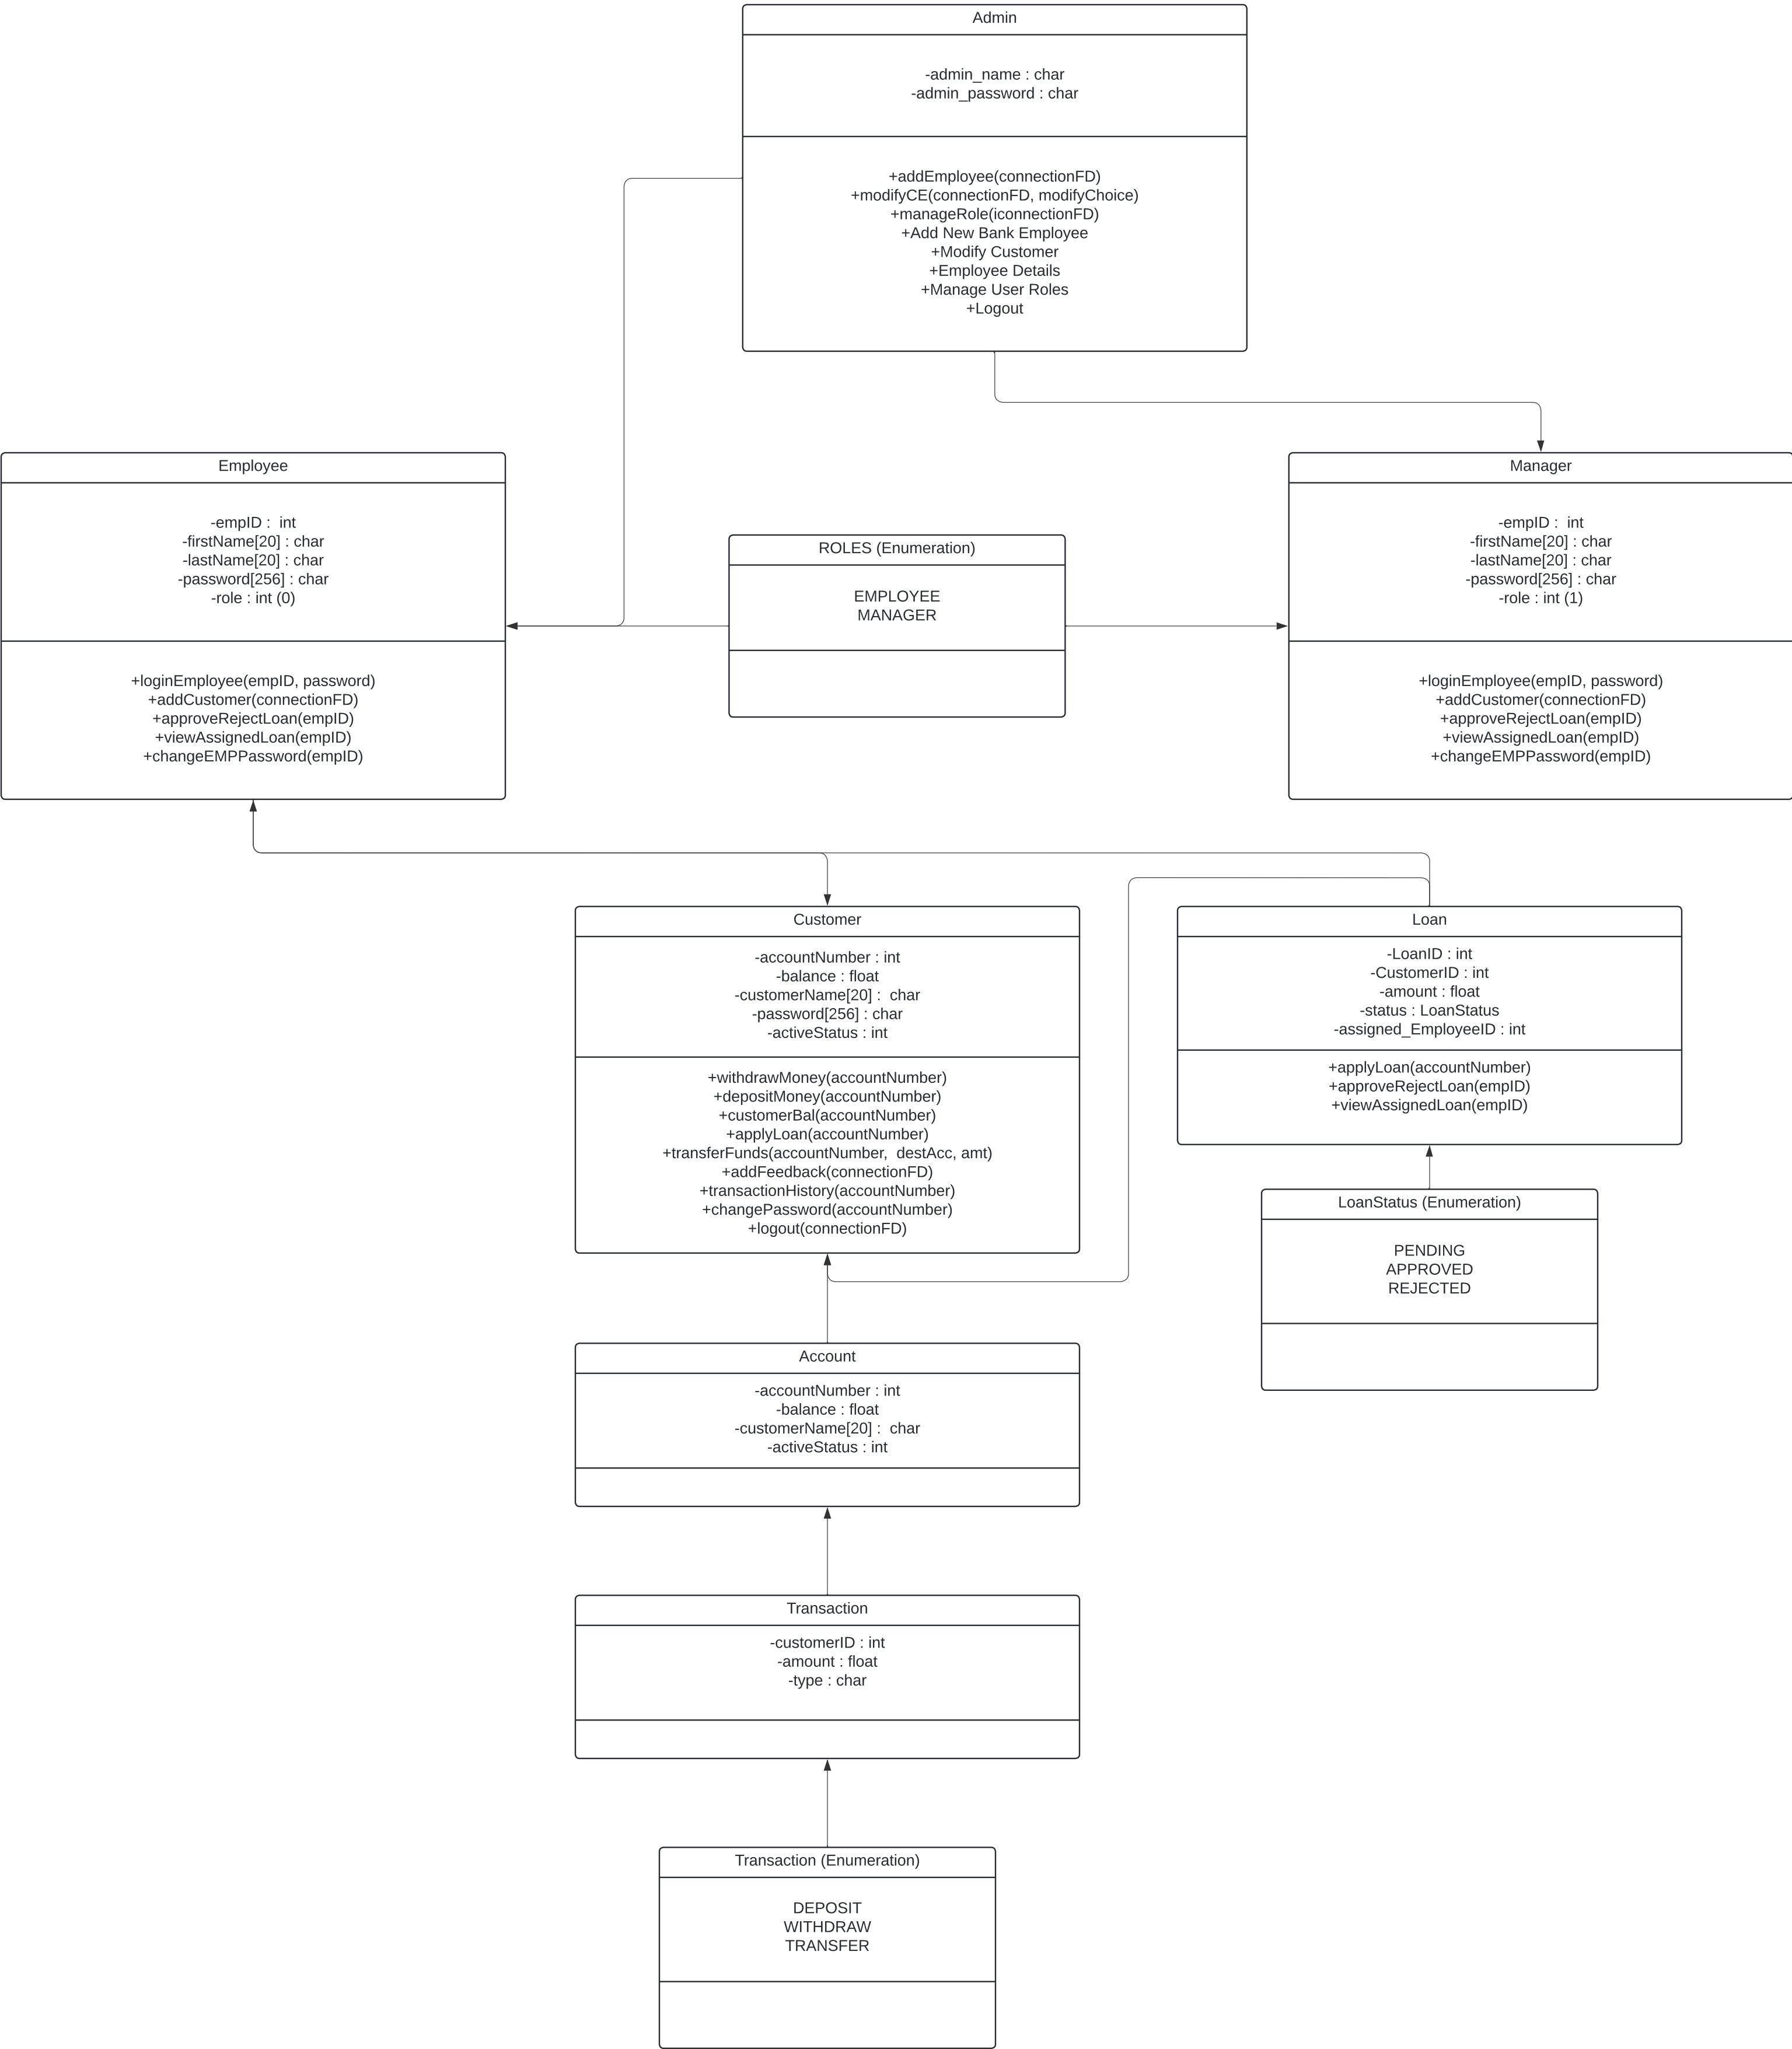 Admin
-admin_name : char
-admin_password : char
+addEmployee(connectionFD)
+modifyCE(connectionFD, modifyChoice)
+manageRole(iconnectionFD)
+Add New Bank Employee
+Modify Customer
+Employee Details
+Manage User Roles
+Logout
Employee
-empID :  int
-firstName[20] : char
-lastName[20] : char
-password[256] : char
-role : int (0)
+loginEmployee(empID, password)
+addCustomer(connectionFD)
+approveRejectLoan(empID)
+viewAssignedLoan(empID)
+changeEMPPassword(empID)
ROLES (Enumeration)
EMPLOYEE
MANAGER
Manager
-empID :  int
-firstName[20] : char
-lastName[20] : char
-password[256] : char
-role : int (1)
+loginEmployee(empID, password)
+addCustomer(connectionFD)
+approveRejectLoan(empID)
+viewAssignedLoan(empID)
+changeEMPPassword(empID)
Customer
-accountNumber : int
-balance : float
-customerName[20] :  char
-password[256] : char
-activeStatus : int
+withdrawMoney(accountNumber)
+depositMoney(accountNumber)
+customerBal(accountNumber)
+applyLoan(accountNumber)
+transferFunds(accountNumber,  destAcc, amt)
+addFeedback(connectionFD)
+transactionHistory(accountNumber)
+changePassword(accountNumber)
+logout(connectionFD)
Loan
-LoanID : int
-CustomerID : int
-amount : float
-status : LoanStatus
-assigned_EmployeeID : int
+applyLoan(accountNumber)
+approveRejectLoan(empID)
+viewAssignedLoan(empID)
LoanStatus (Enumeration)
PENDING
APPROVED
REJECTED
Account
-accountNumber : int
-balance : float
-customerName[20] :  char
-activeStatus : int
Transaction
-customerID : int
-amount : float
-type : char
Transaction (Enumeration)
DEPOSIT
WITHDRAW
TRANSFER